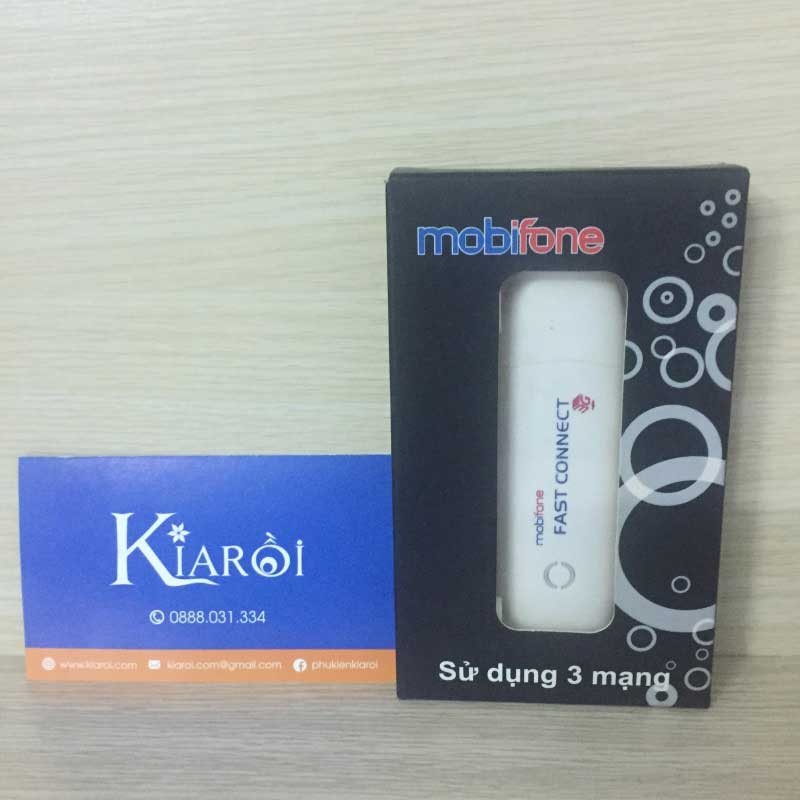 mobifone
mobifone
FAST CONNECT
3G
Sử dụng 3 mạng
KIARỒI
0888.031.334
www.kiaroi.com kiaroi.com@gmail.com phukienkiaroi